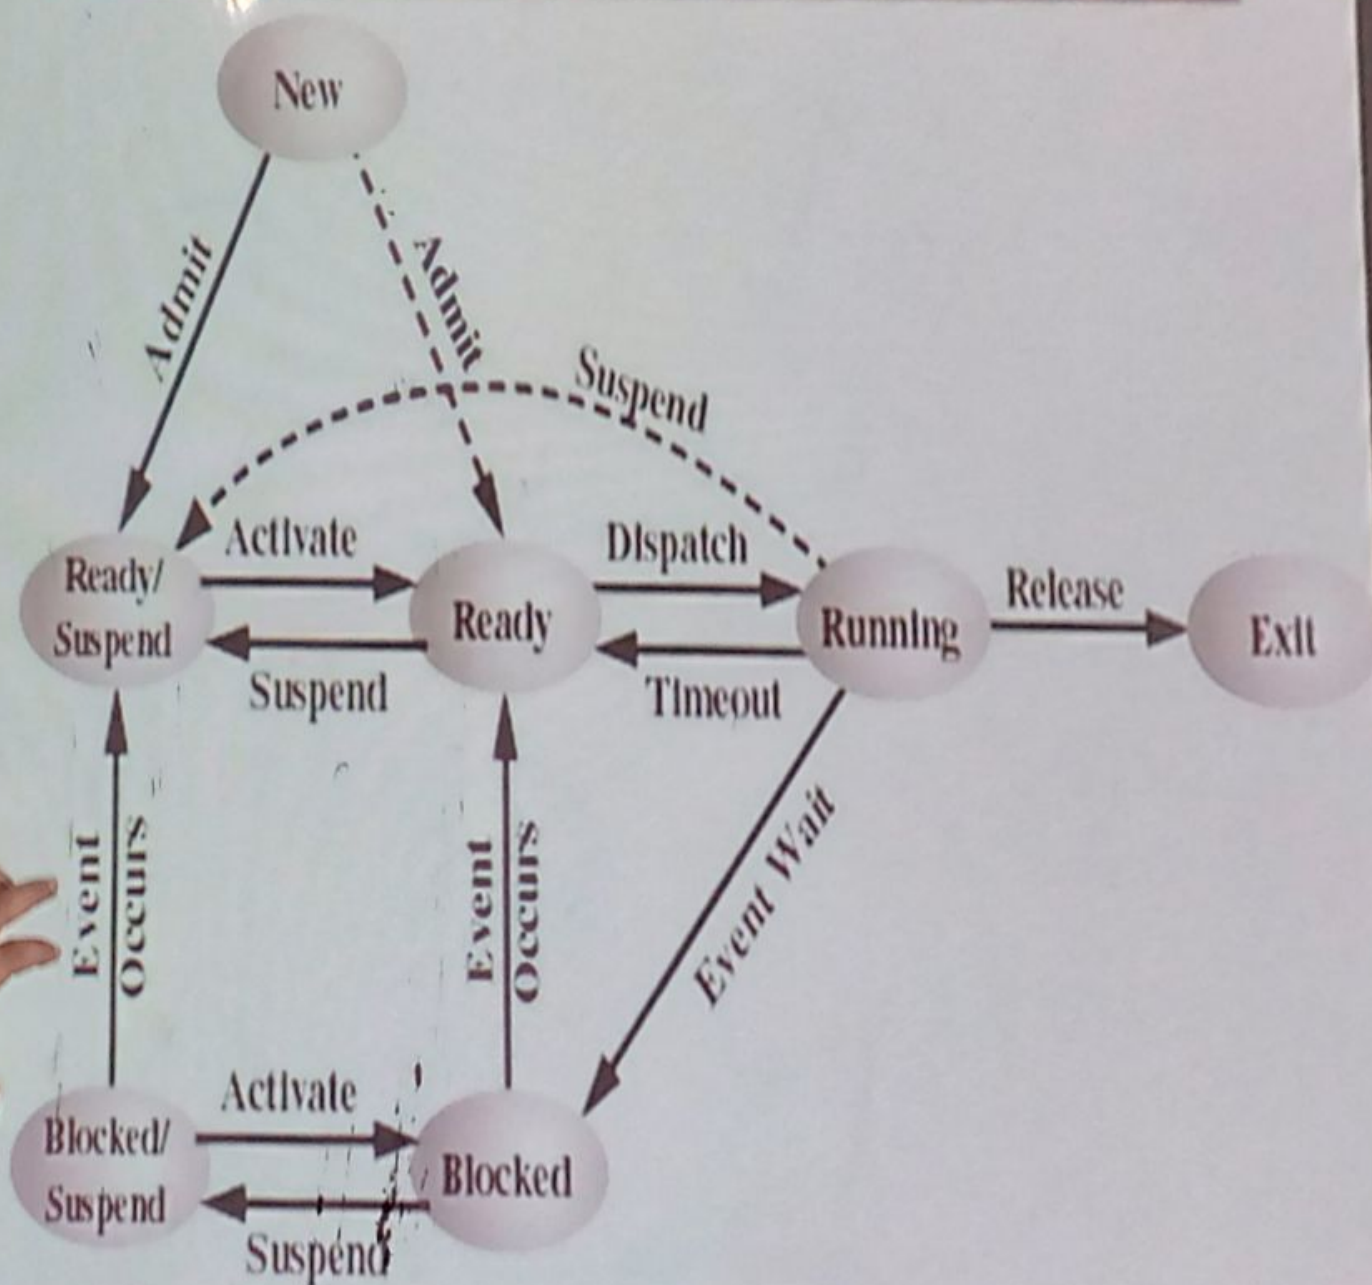 New
Admit
Admit
Suspend
Activate
Dispatch
Release
Ready/
Suspend
Ready
Running
Exit
Suspend
Timeout
Event
Occurs
Event
Occurs
Event Wait
Activate
Blocked/
Suspend
Blocked
Suspend